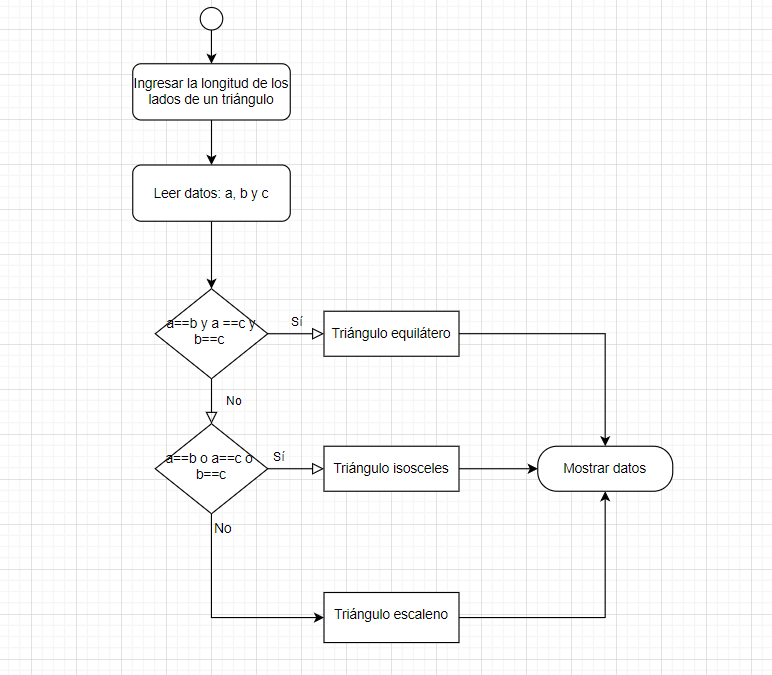 Ingresar la longitud de los
lados de un triángulo
Leer datos: a, b y c
a==b y a ==c y
b==c
Sí
Triángulo equilátero
No
a==b o a==c o
b==c
Sí
Triángulo isosceles
Mostrar datos
No
Triángulo escaleno